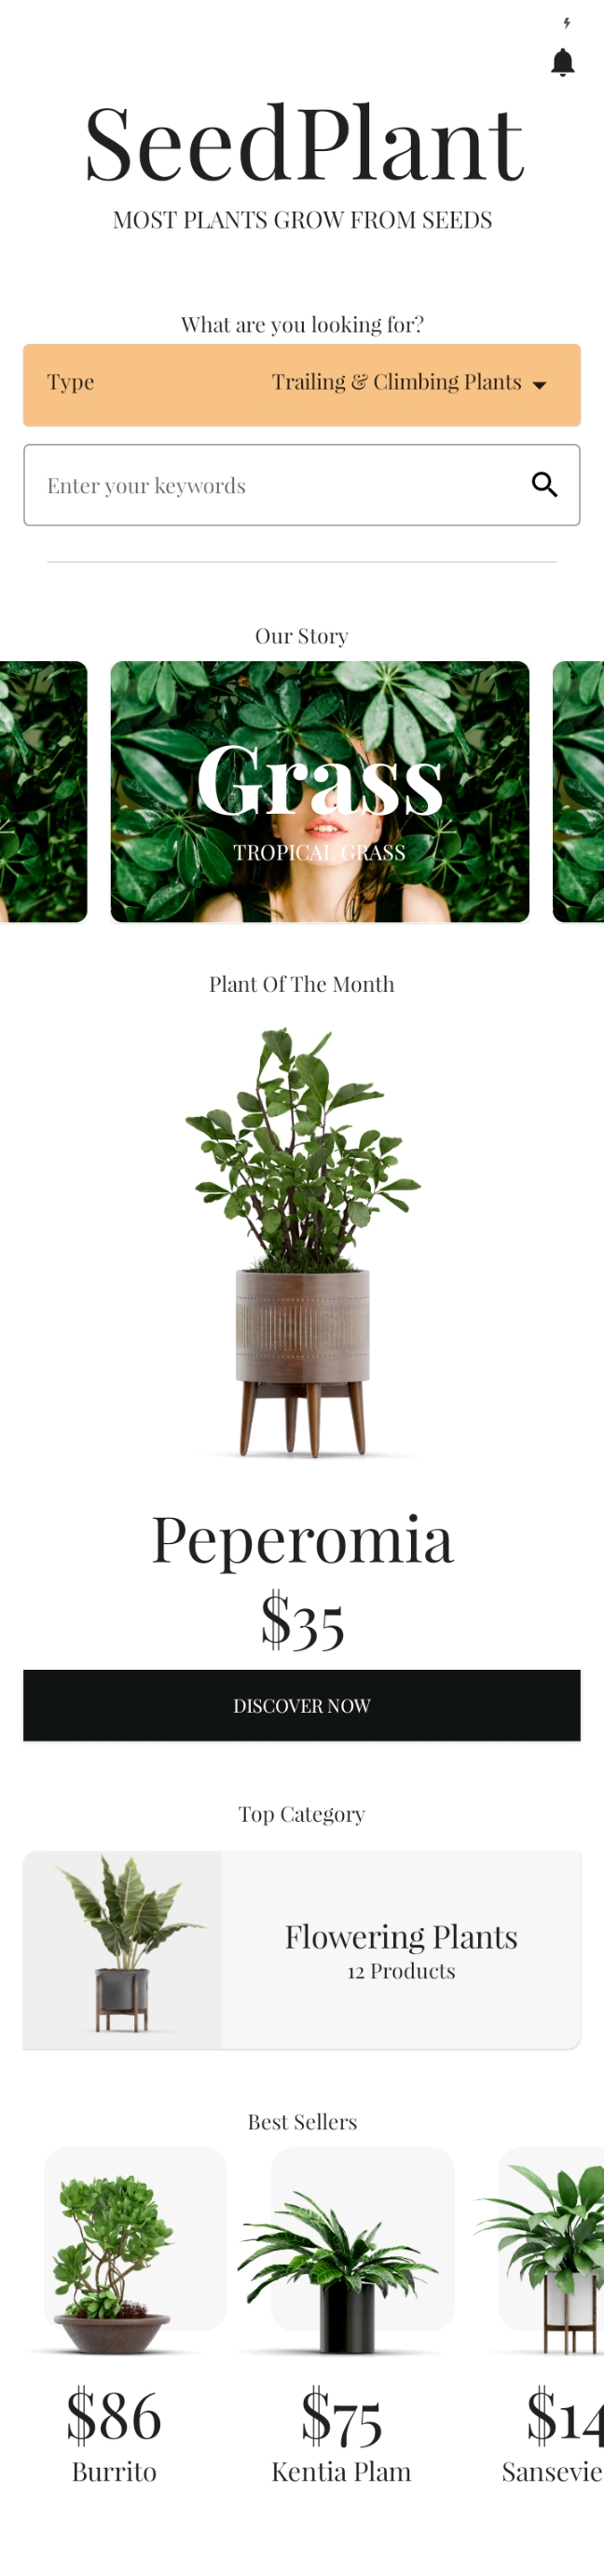 SeedPlant
MOST PLANTS GROW FROM SEEDS
What are you looking for?
Type
Trailing & Climbing Plants
Enter your keywords
Our Story
Grass
TROPICAL GRASS
Plant Of The Month
Peperomia
$35
DISCOVER NOW
Top Category
Flowering Plants
12 Products
Best Sellers
$86
$75
$14
Burrito
Kentia Plam
Sansevie